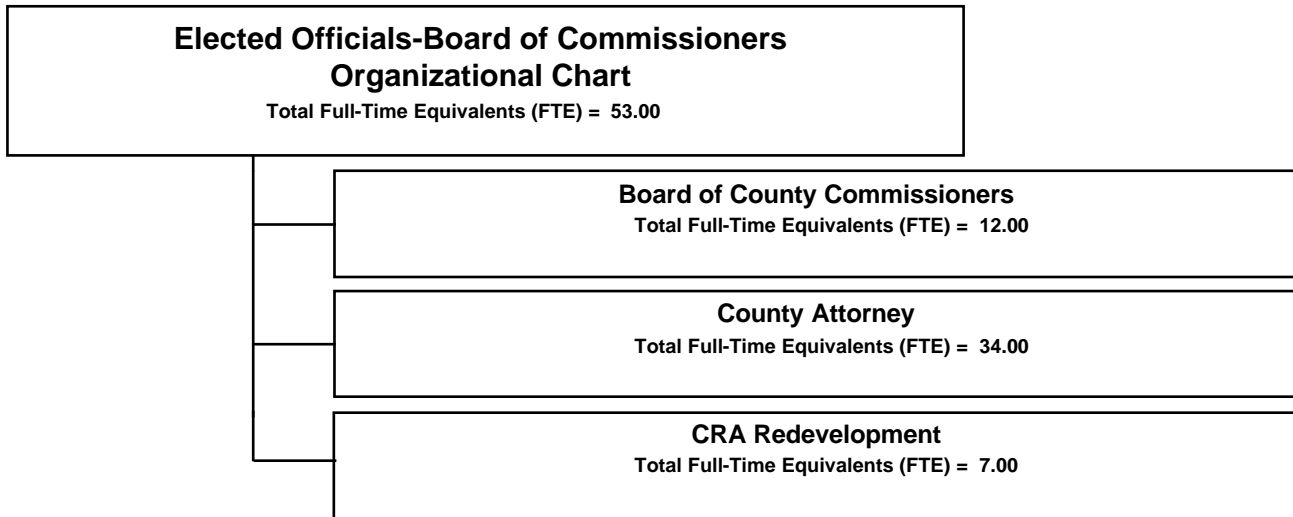 Elected Officials-Board of Commissioners
Organizational Chart
Total Full-Time Equivalents (FTE) = 53.00
Board of County Commissioners
Total Full-Time Equivalents (FTE) = 12.00
County Attorney
Total Full-Time Equivalents (FTE) = 34.00
CRA Redevelopment
Total Full-Time Equivalents (FTE) = 7.00